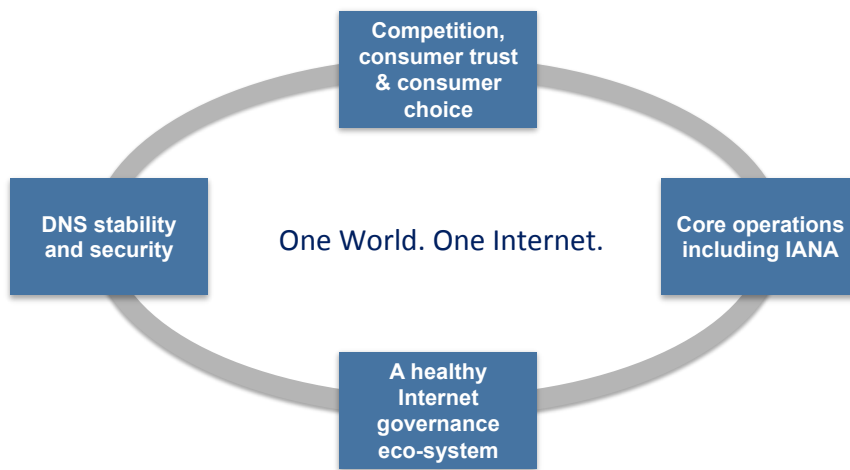 Competition,
consumer trust
& consumer
choice
DNS stability
and security
One World. One Internet.
Core operations
including IANA
A healthy
Internet
governance
eco-system